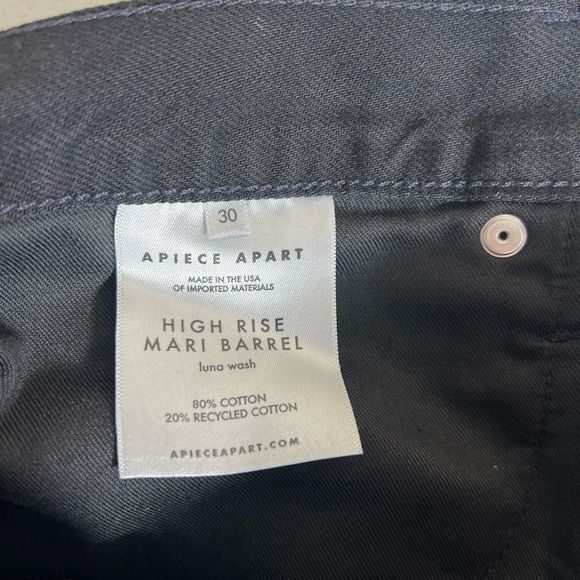 30
APIECE APART
MADE IN THE USA
OF IMPORTED MATERIALS
HIGH RISE
MARI BARREL
luna wash
80% COTTON
20% RECYCLED COTTON
APIECEAPART.COM